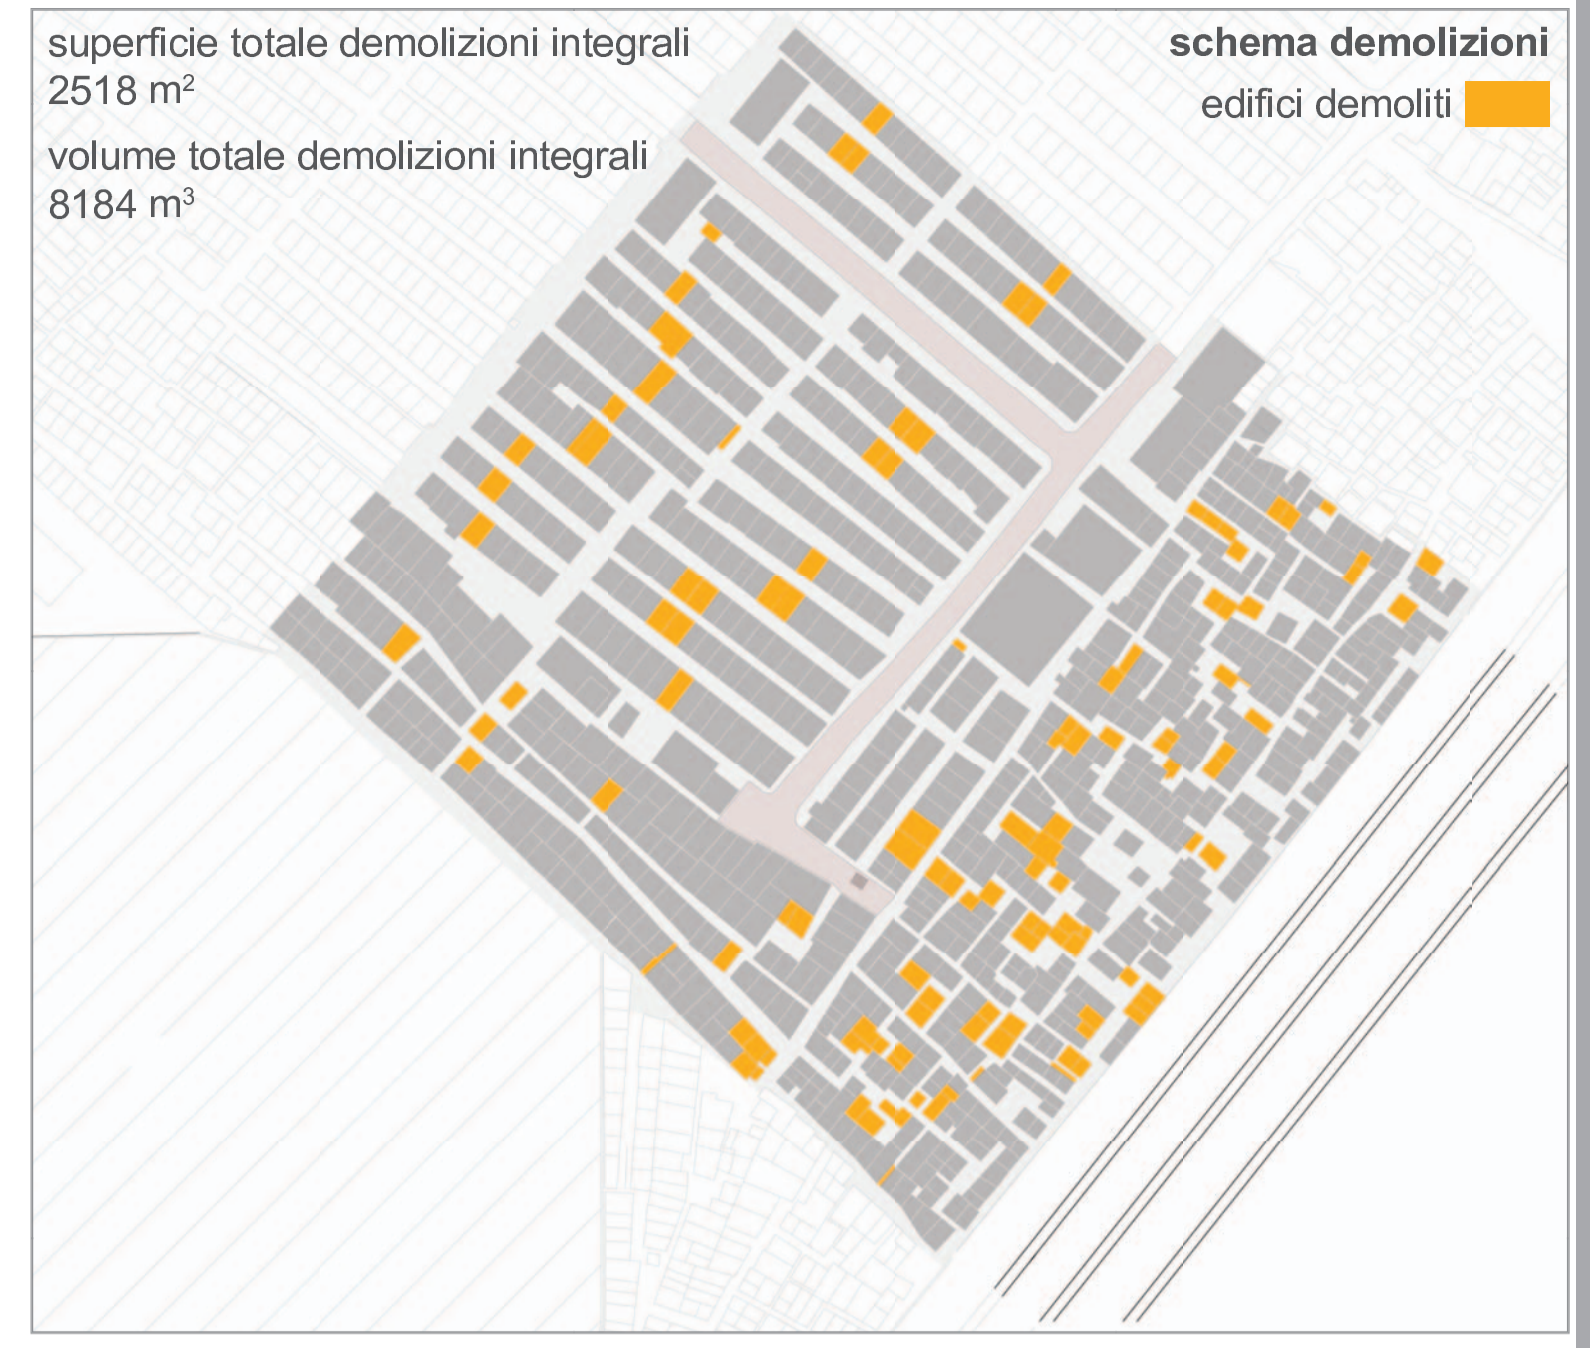 superficie totale demolizioni integrali
2518 m²
volume totale demolizioni integrali
8184 m³
schema demolizioni
edifici demoliti